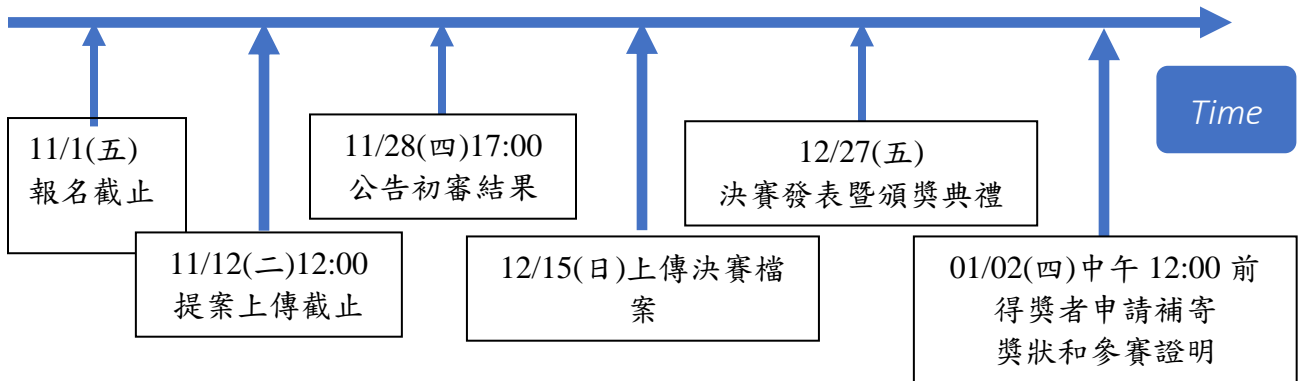 Time
11/1(五)
報名截止
11/12(二)12:00
提案上傳截止
11/28(四)17:00
公告初審結果
12/15(日)上傳決賽檔
案
12/27(五)
決賽發表暨頒獎典禮
01/02(四)中午 12:00 前
得獎者申請補寄
獎狀和參賽證明